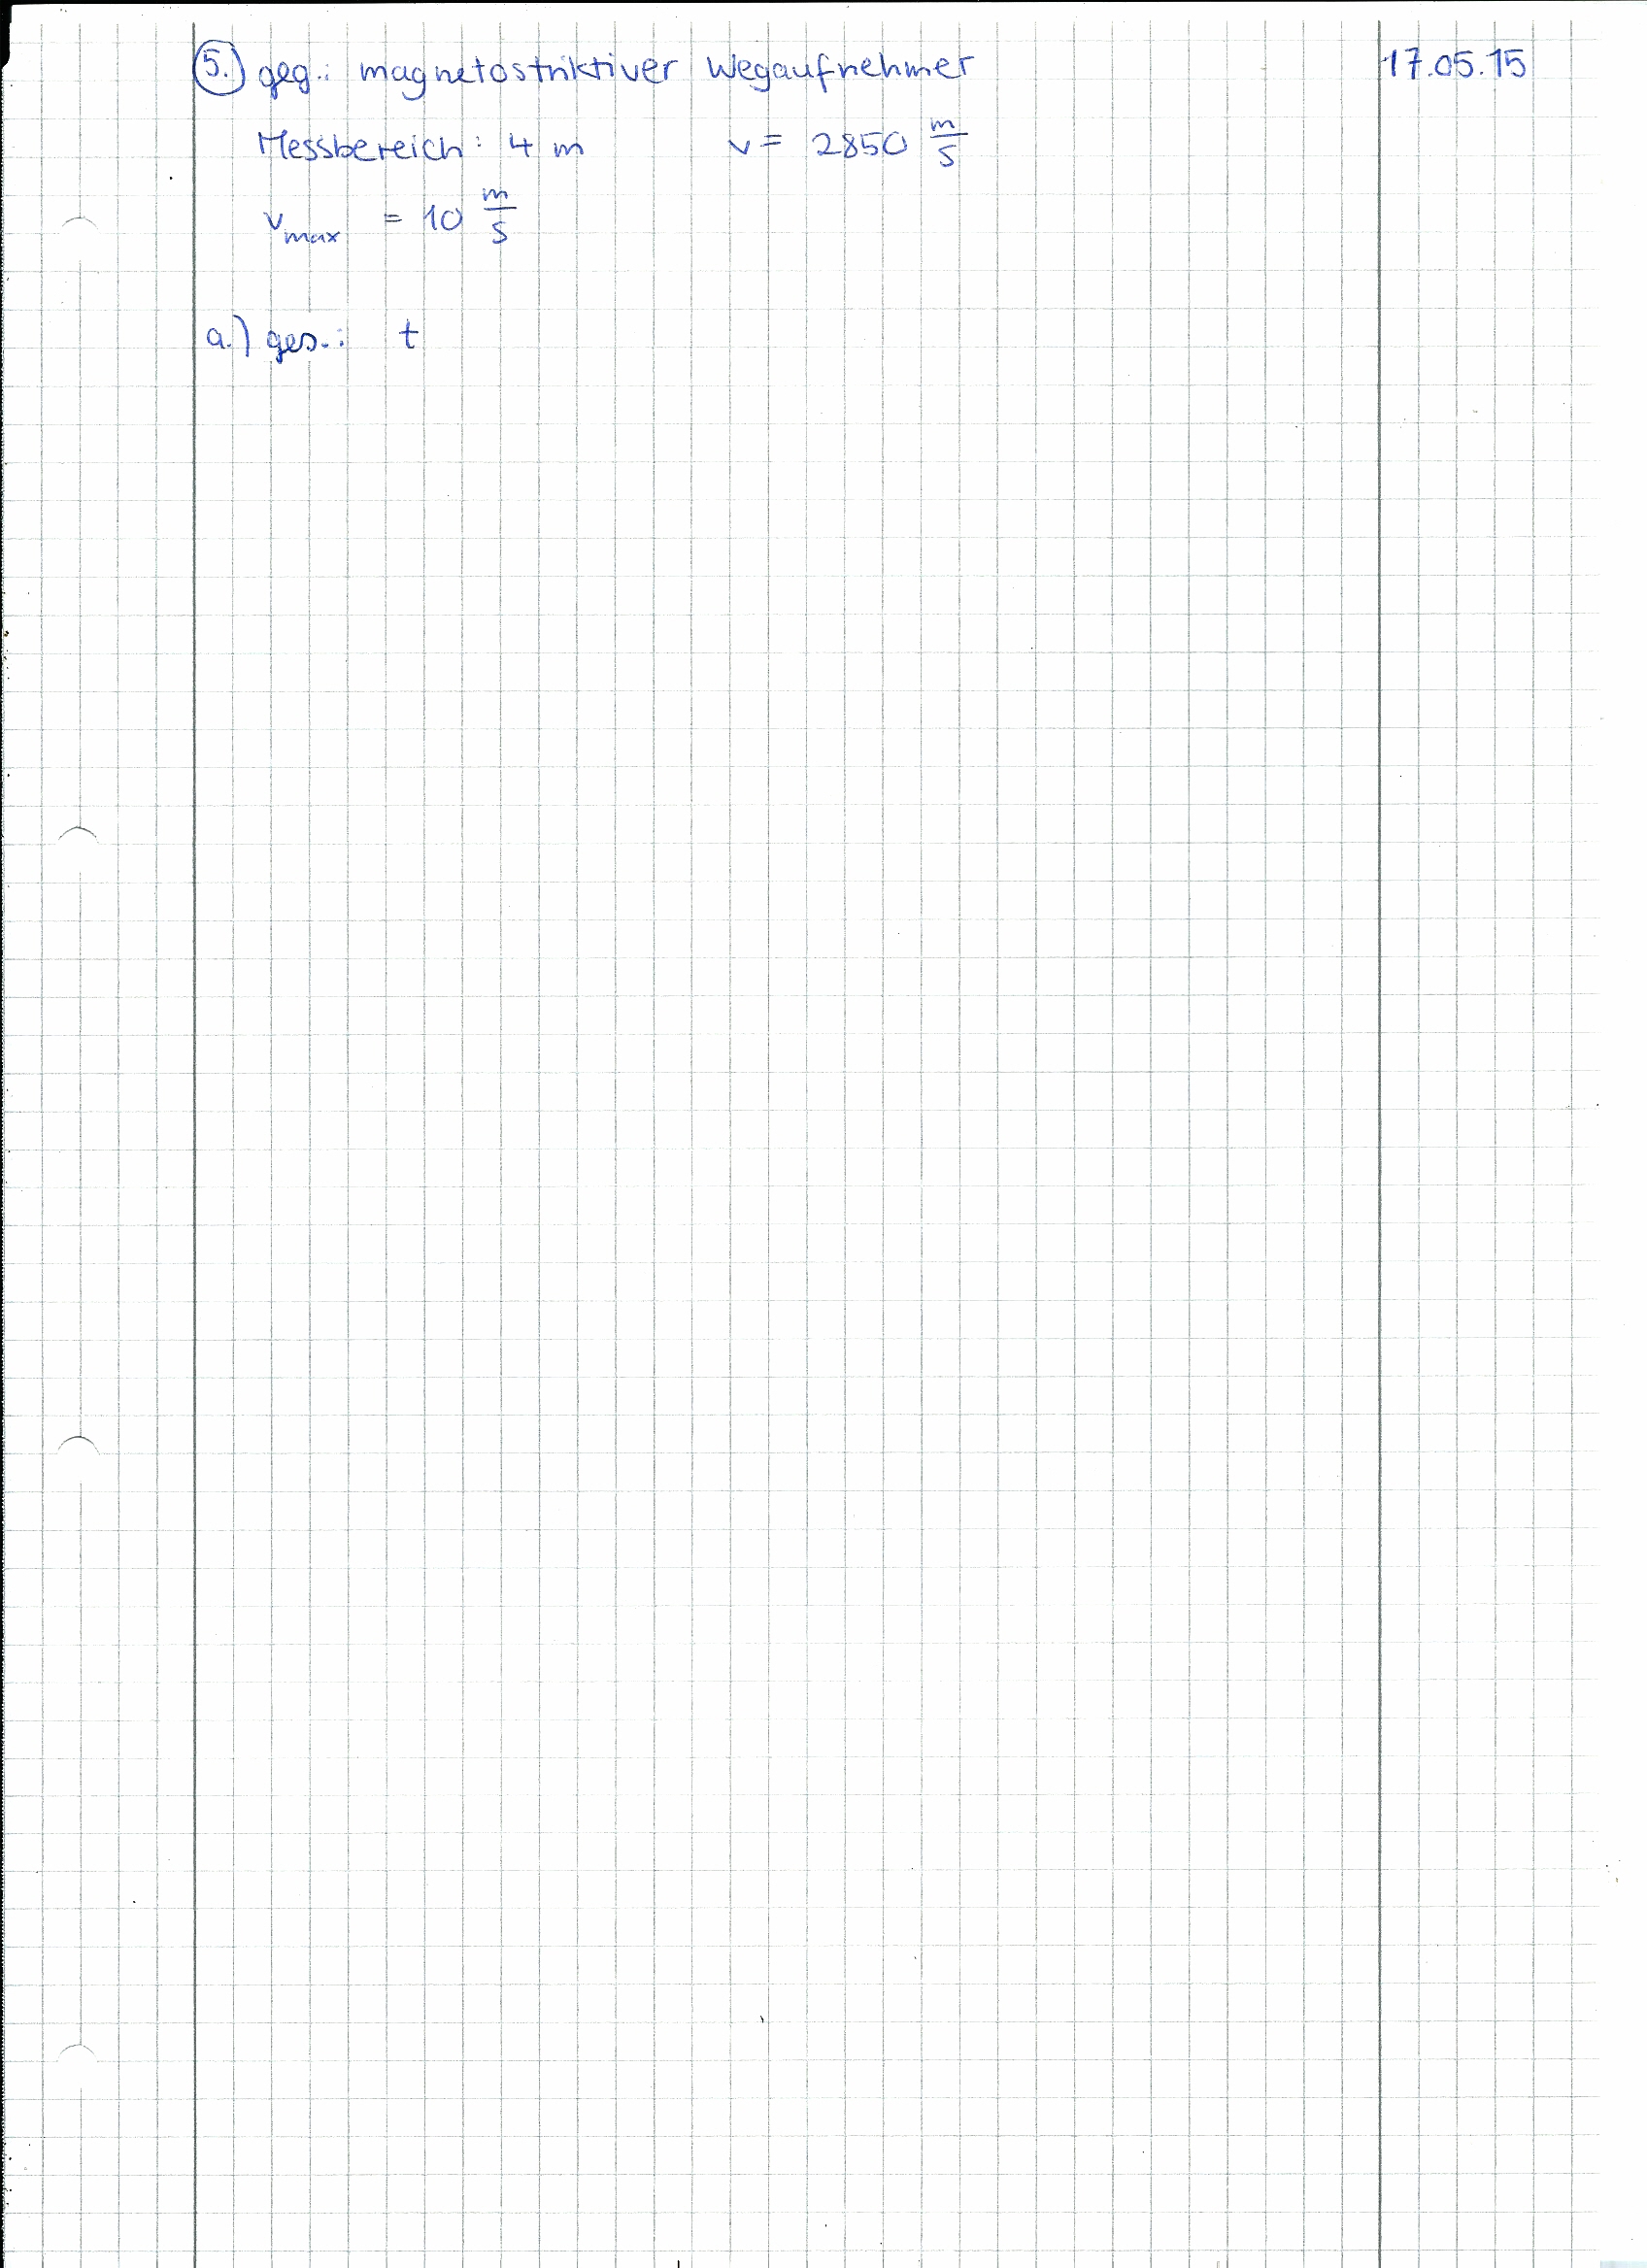 5.) geg.: magnetostriktiver Wegaufnehmer 17.05.15
Messbereich: 4 m v = 2850 m/s
v_max = 10 m/s
a.) ges.: t